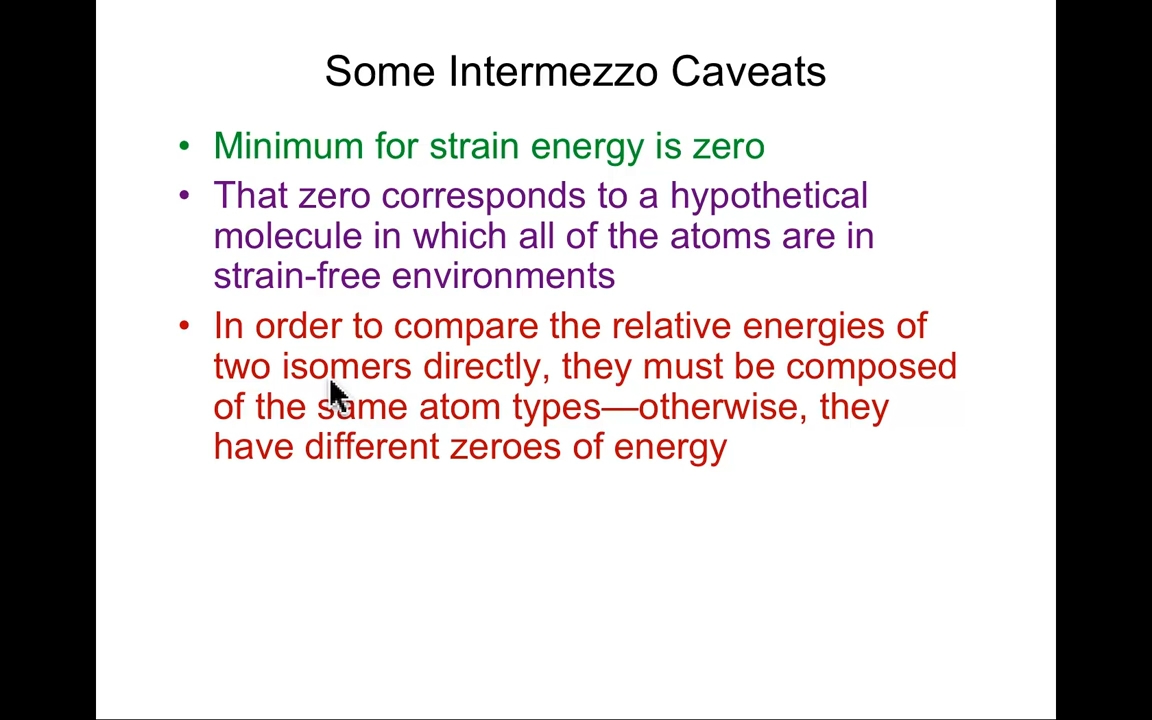 Some Intermezzo Caveats
• Minimum for strain energy is zero
• That zero corresponds to a hypothetical
molecule in which all of the atoms are in
strain-free environments
• In order to compare the relative energies of
two isomers directly, they must be composed
of the same atom types—otherwise, they
have different zeroes of energy